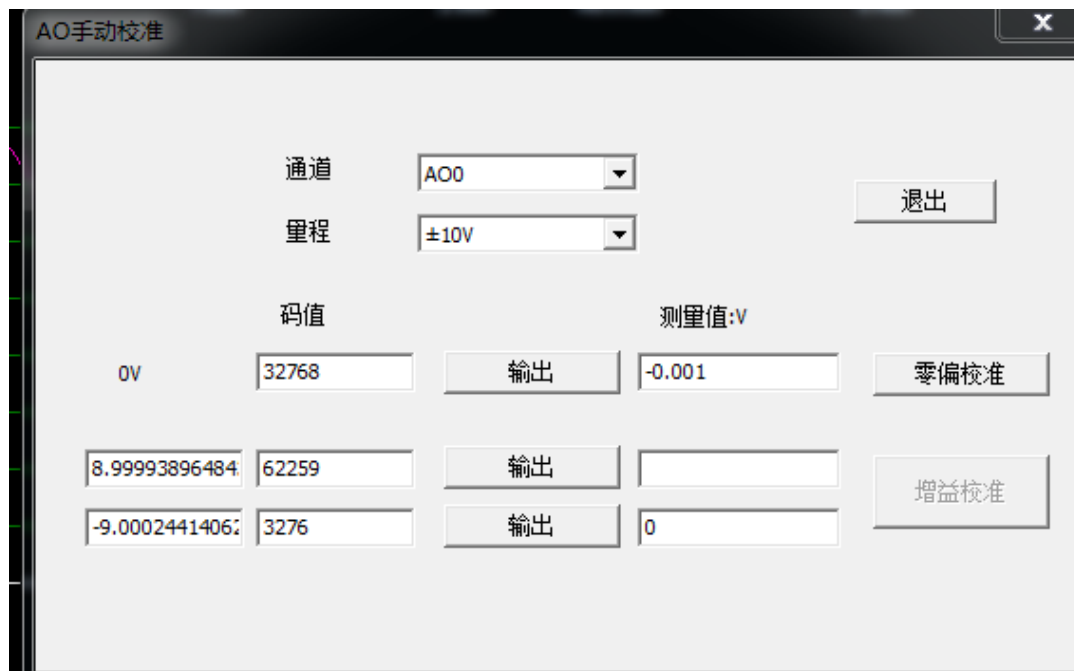 AO手动校准
X
通道
AO0
退出
量程
±10V
码值
测量值:V
0V
32768
输出
-0.001
零偏校准
8.99993896484
62259
输出
增益校准
-9.00024414062
3276
输出
0